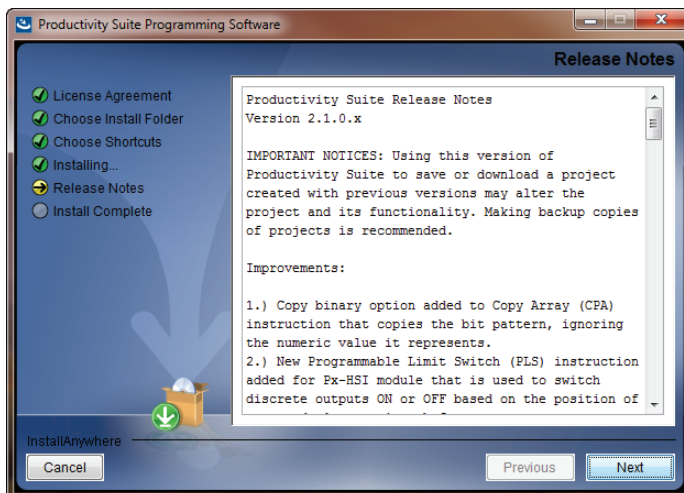 Productivity Suite Programming Software
Release Notes
License Agreement
Choose Install Folder
Choose Shortcuts
Installing...
Release Notes
Install Complete
Productivity Suite Release Notes
Version 2.1.0.x
IMPORTANT NOTICES: Using this version of
Productivity Suite to save or download a project
created with previous versions may alter the
project and its functionality. Making backup copies
of projects is recommended.
Improvements:
1.) Copy binary option added to Copy Array (CPA)
instruction that copies the bit pattern, ignoring
the numeric value it represents.
2.) New Programmable Limit Switch (PLS) instruction
added for Px-HSI module that is used to switch
discrete outputs ON or OFF based on the position of
InstallAnywhere
Cancel
Previous
Next